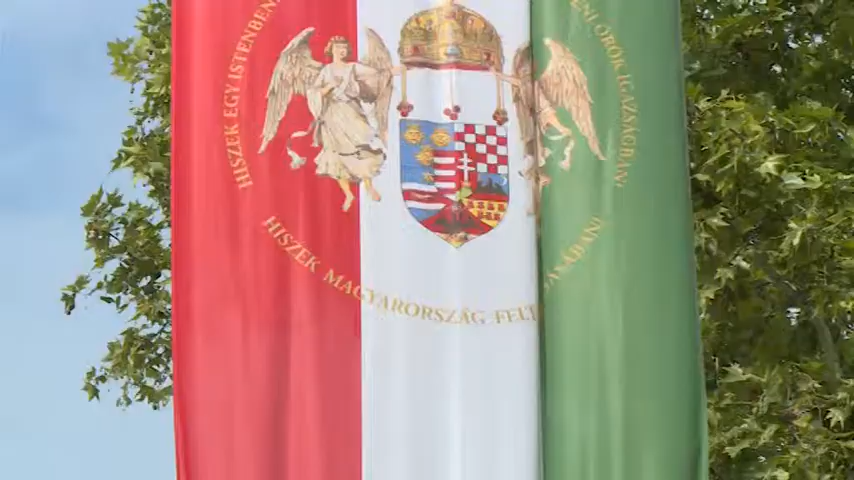 HISZEK EGY ISTENBEN
ÖRÖK IGAZSÁGBAN
HISZEK MAGYARORSZÁG